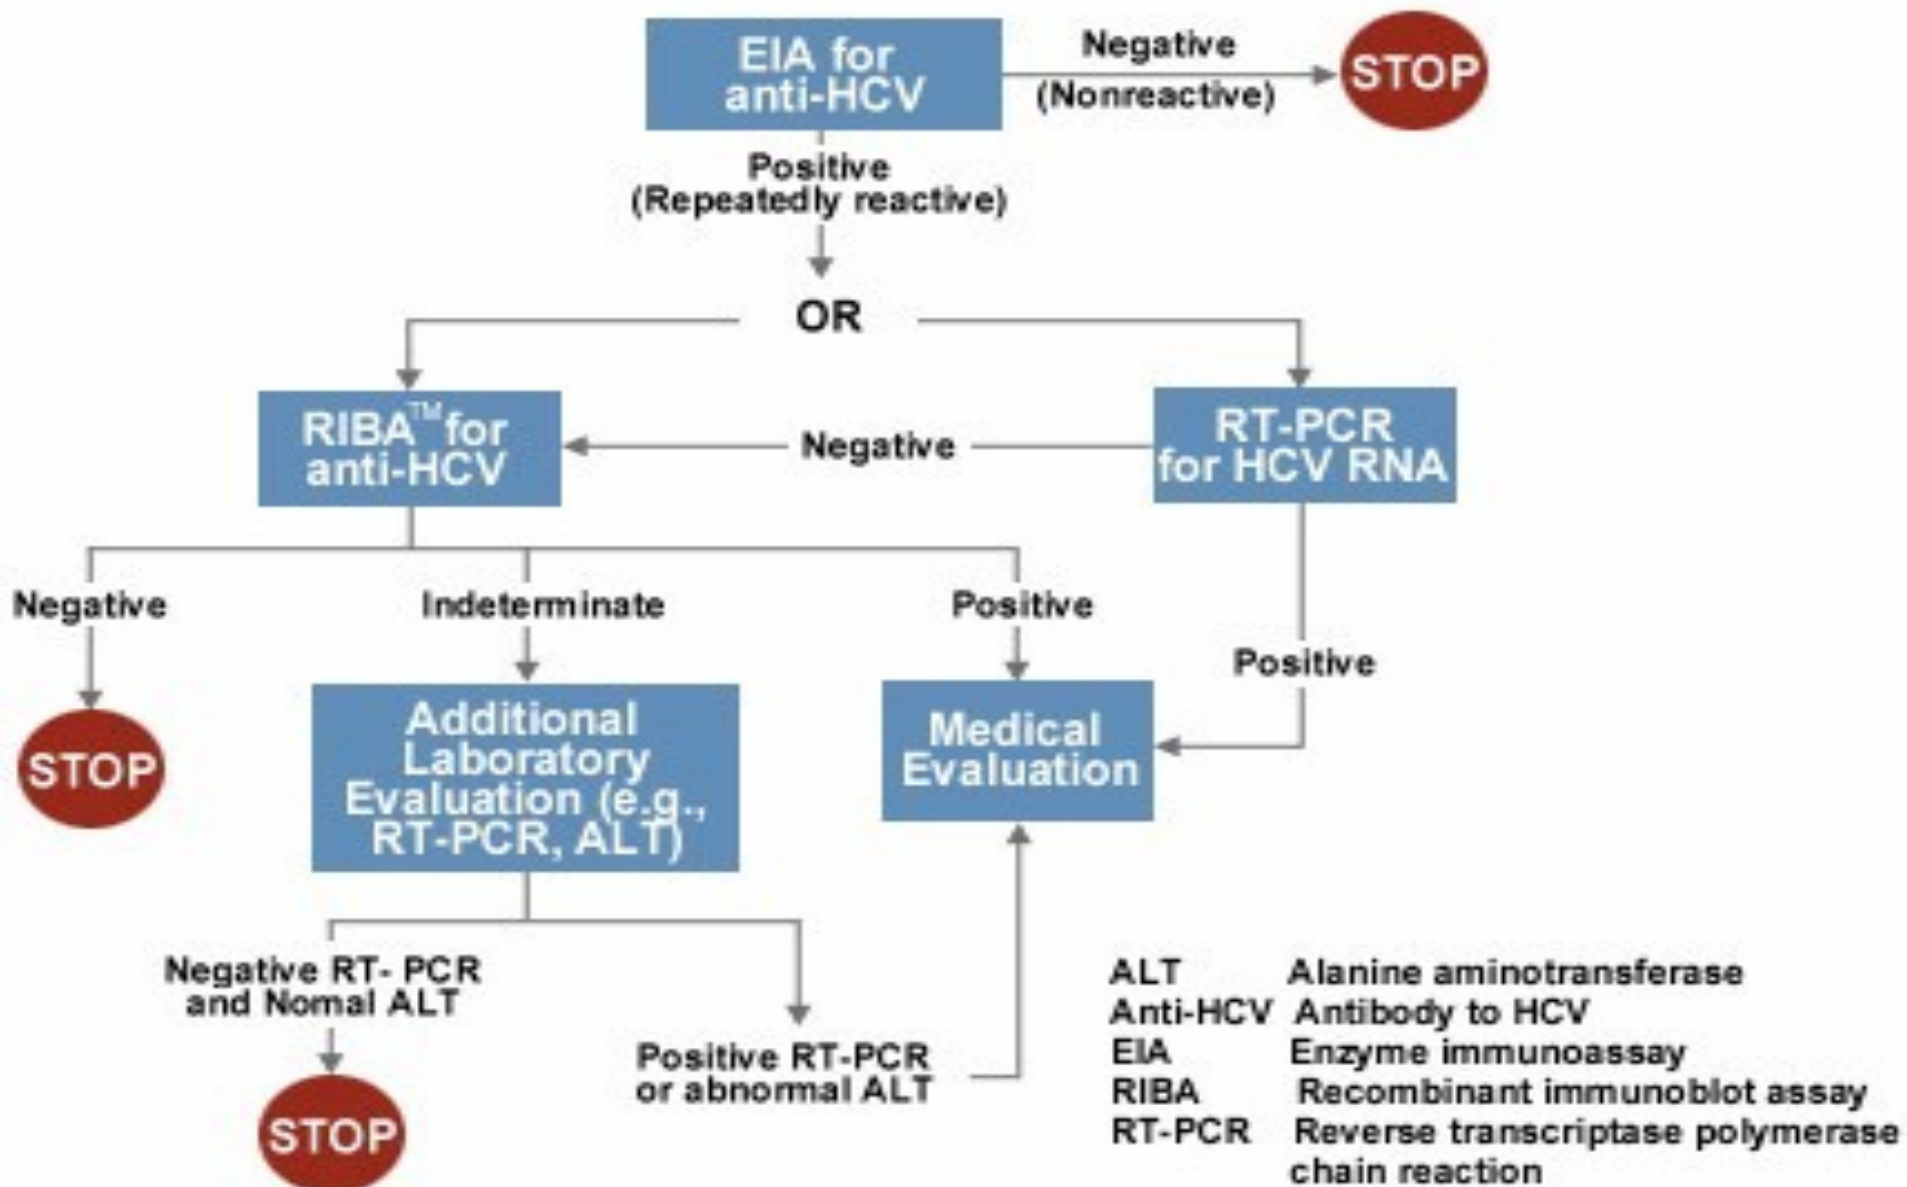 EIA for
anti-HCV
Negative
(Nonreactive)
STOP
Positive
(Repeatedly reactive)
OR
RIBA™ for
anti-HCV
Negative
RT-PCR
for HCV RNA
Negative
Indeterminate
Positive
Positive
STOP
Additional
Laboratory
Evaluation (e.g.,
RT-PCR, ALT)
Medical
Evaluation
Negative RT- PCR
and Nomal ALT
STOP
Positive RT-PCR
or abnormal ALT
ALT Alanine aminotransferase
Anti-HCV Antibody to HCV
EIA Enzyme immunoassay
RIBA Recombinant immunoblot assay
RT-PCR Reverse transcriptase polymerase
chain reaction